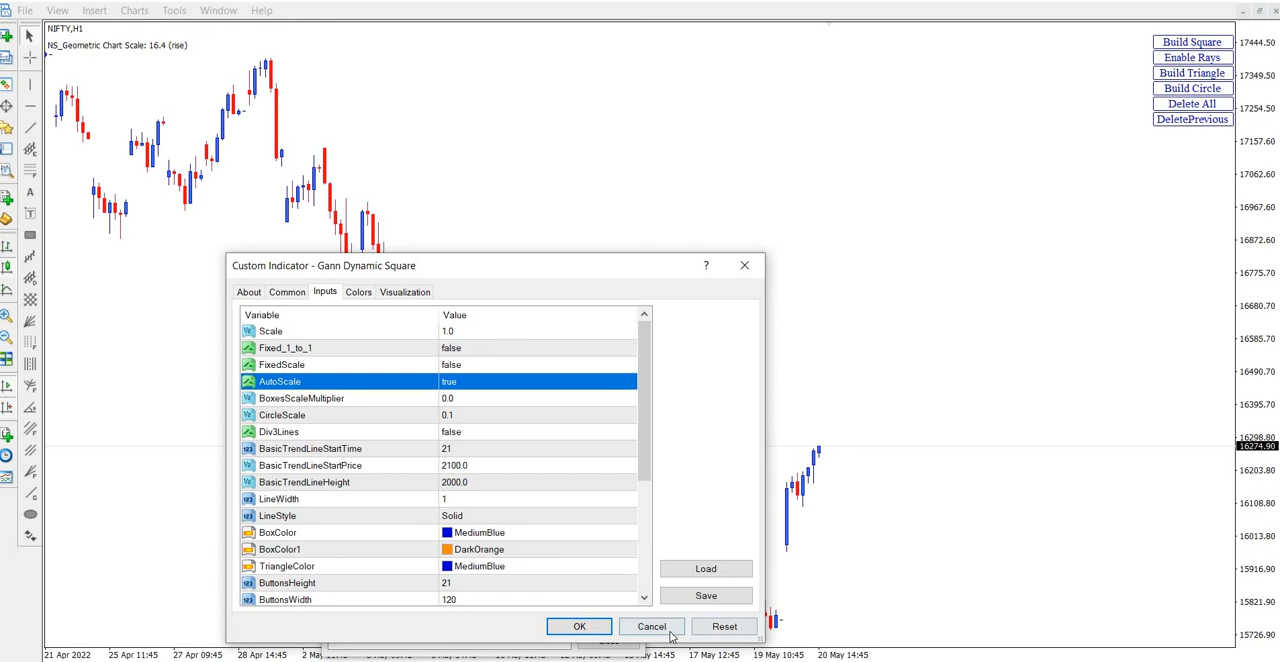 File View Insert Charts Tools Window Help
NIFTY,H1
NS_Geometric Chart Scale: 16.4 (rise)
Build Square
Enable Rays
Build Triangle
Build Circle
Delete All
DeletePrevious
17444.50
17349.50
17254.50
17157.60
17062.60
16967.60
16872.60
16775.70
16680.70
16585.70
16490.70
16395.70
16298.80
16274.90
16203.80
16108.80
16013.80
15916.90
15821.90
15726.90
Custom Indicator - Gann Dynamic Square
?
About Common Inputs Colors Visualization
Variable Value
Scale 1.0
Fixed_1_to_1 false
FixedScale false
AutoScale true
BoxesScaleMultiplier 0.0
CircleScale 0.1
Div3Lines false
BasicTrendLineStartTime 21
BasicTrendLineStartPrice 2100.0
BasicTrendLineHeight 2000.0
LineWidth 1
LineStyle Solid
BoxColor MediumBlue
BoxColor1 DarkOrange
TriangleColor MediumBlue
ButtonsHeight 21
ButtonsWidth 120
Load
Save
OK Cancel Reset
21 Apr 2022 25 Apr 11:45 27 Apr 09:45 28 Apr 14:45 14:45 17 May 12:45 19 May 10:45 20 May 14:45